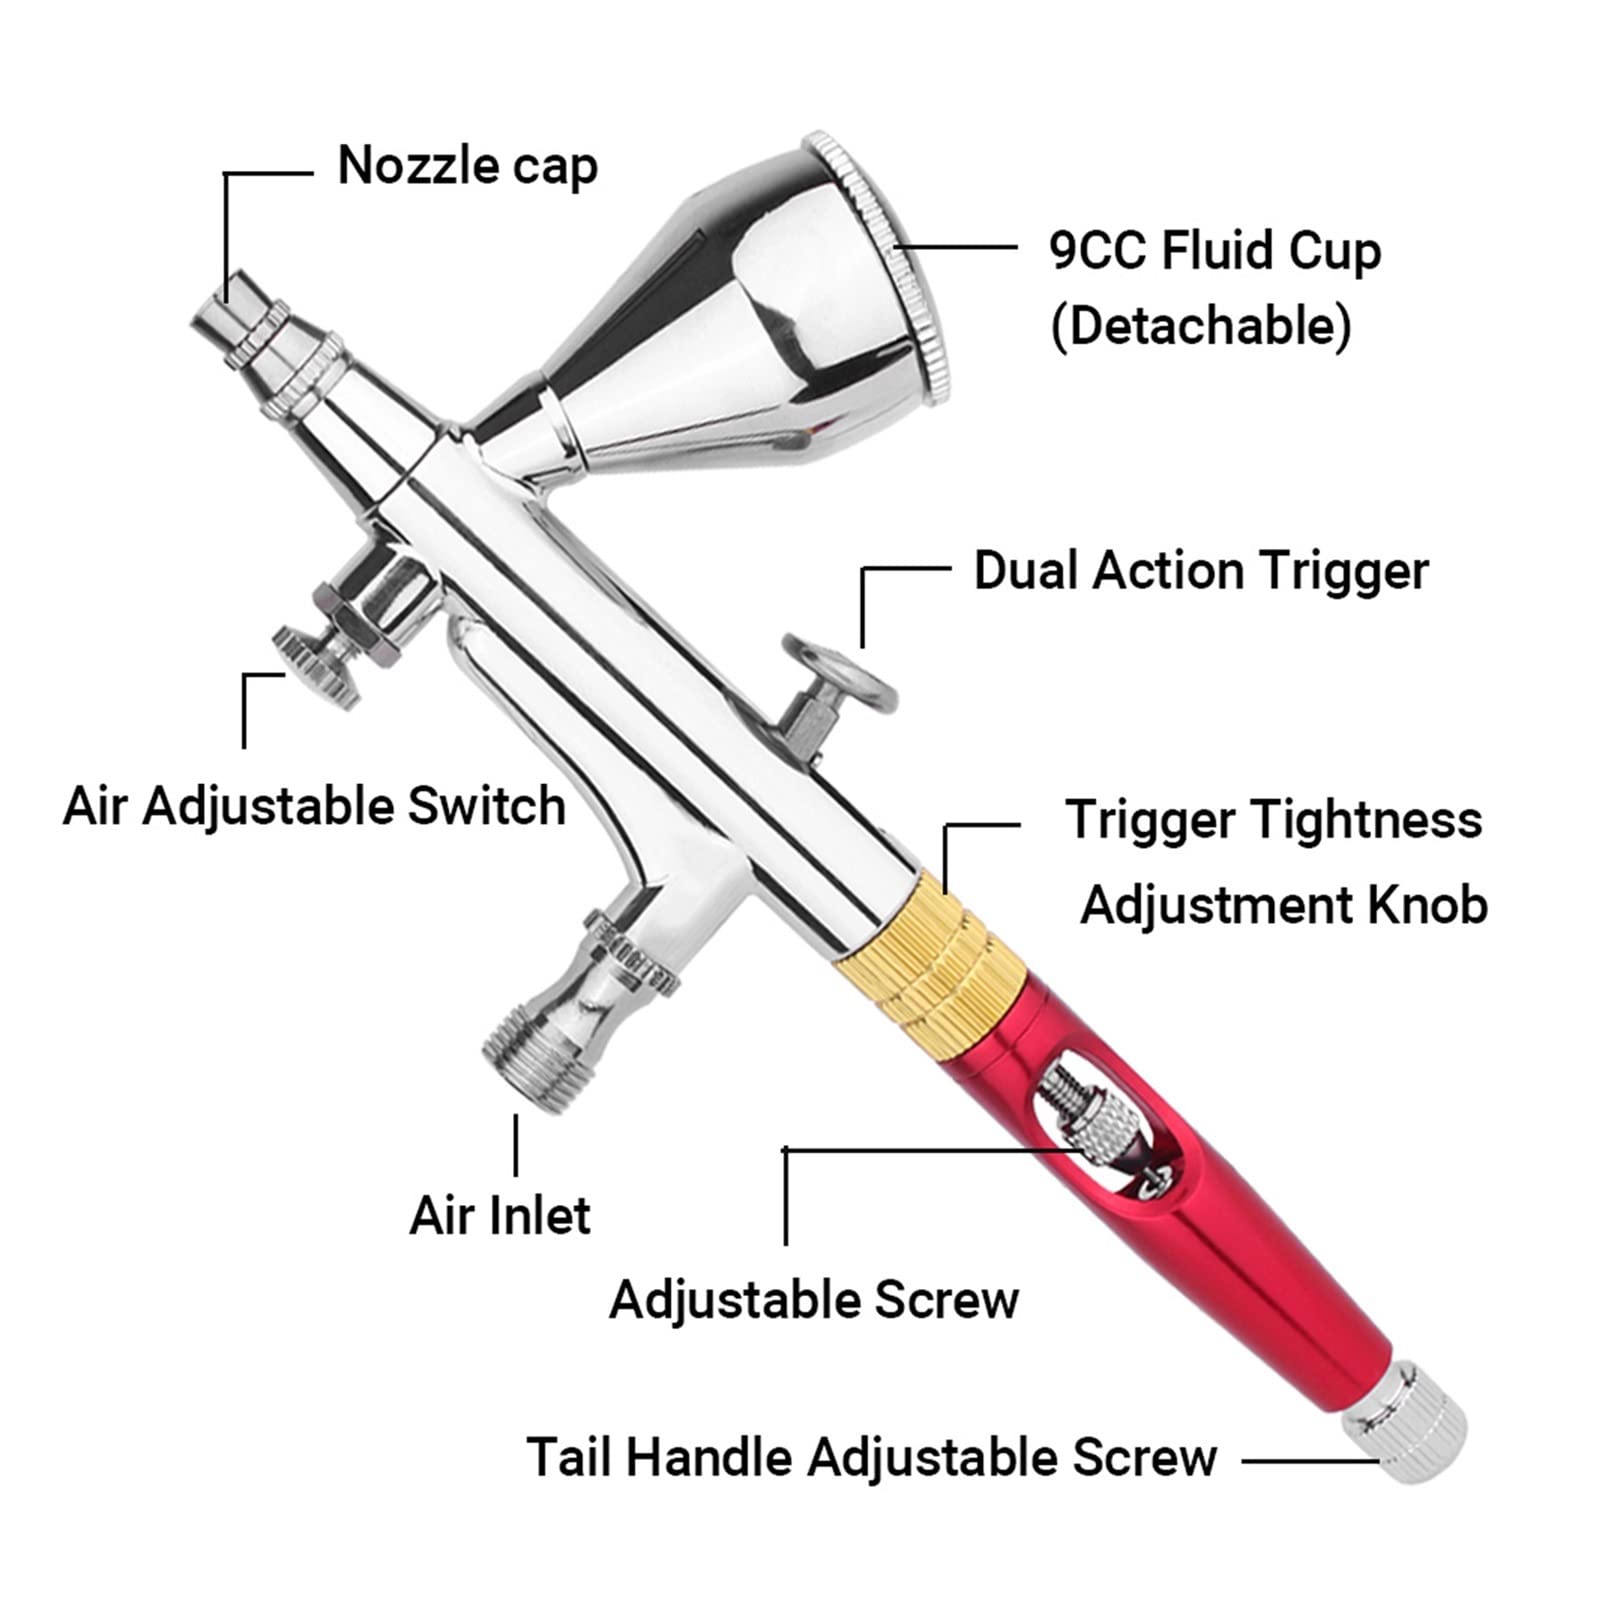 Nozzle cap
9CC Fluid Cup
(Detachable)
Dual Action Trigger
Air Adjustable Switch
Trigger Tightness
Adjustment Knob
Air Inlet
Adjustable Screw
Tail Handle Adjustable Screw